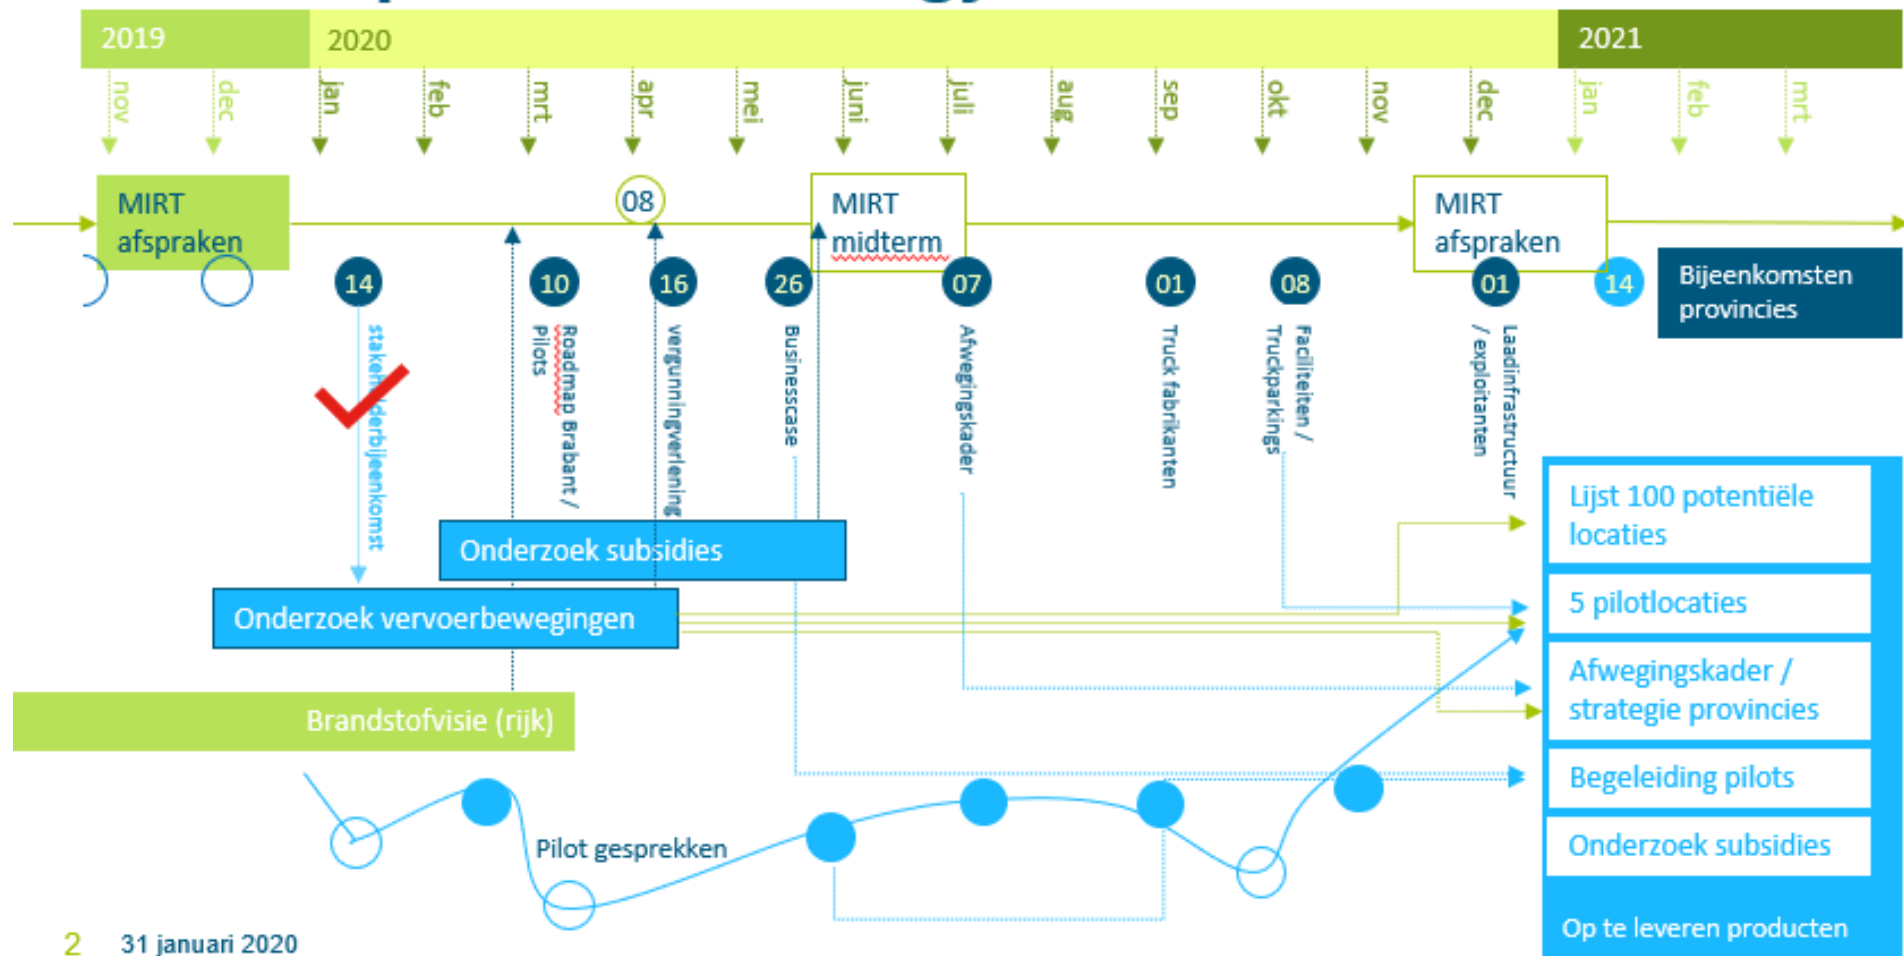 2019
2020
2021
nov
dec
jan
feb
mrt
apr
mei
juni
juli
aug
sep
okt
nov
dec
jan
feb
mrt
MIRT
afspraken
08
MIRT
midterm
MIRT
afspraken
14
10
16
26
07
01
08
01
14
Bijeenkomsten
provincies
stakeholderbijeenkomst
Roadmap Brabant /
Pilots
vergunningverlening
Businesscase
Afwegingskader
Truck fabrikanten
Faciliteiten /
Truckparkings
Laadinfrastructuur
/ exploitanten
Onderzoek subsidies
Onderzoek vervoerbewegingen
Brandstofvisie (rijk)
Pilot gesprekken
Lijst 100 potentiële
locaties
5 pilotlocaties
Afwegingskader /
strategie provincies
Begeleiding pilots
Onderzoek subsidies
Op te leveren producten
2 31 januari 2020